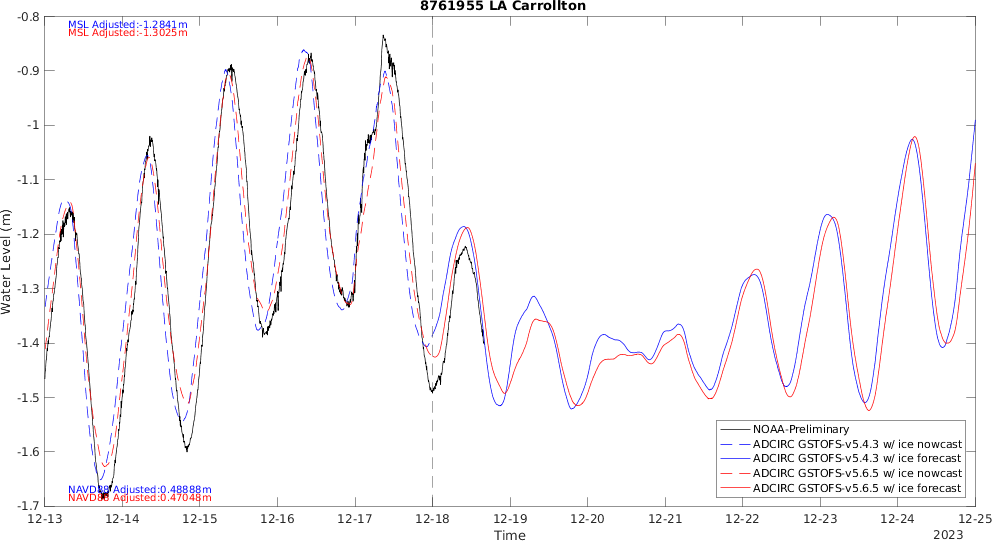 8761955 LA Carrollton
-0.8
MSL Adjusted:-1.2841m
MSL Adjusted:-1.3025m
-0.9
-1
-1.1
-1.2
Water Level (m)
-1.3
-1.4
-1.5
-1.6
-1.7
NOAA-Preliminary
ADCIRC GSTOFS-v5.4.3 w/ ice nowcast
ADCIRC GSTOFS-v5.4.3 w/ ice forecast
ADCIRC GSTOFS-v5.6.5 w/ ice nowcast
ADCIRC GSTOFS-v5.6.5 w/ ice forecast
NAVD88 Adjusted:0.48888m
NAVD88 Adjusted:0.47048m
12-13 12-14 12-15 12-16 12-17 12-18 12-19 12-20 12-21 12-22 12-23 12-24 12-25
Time
2023